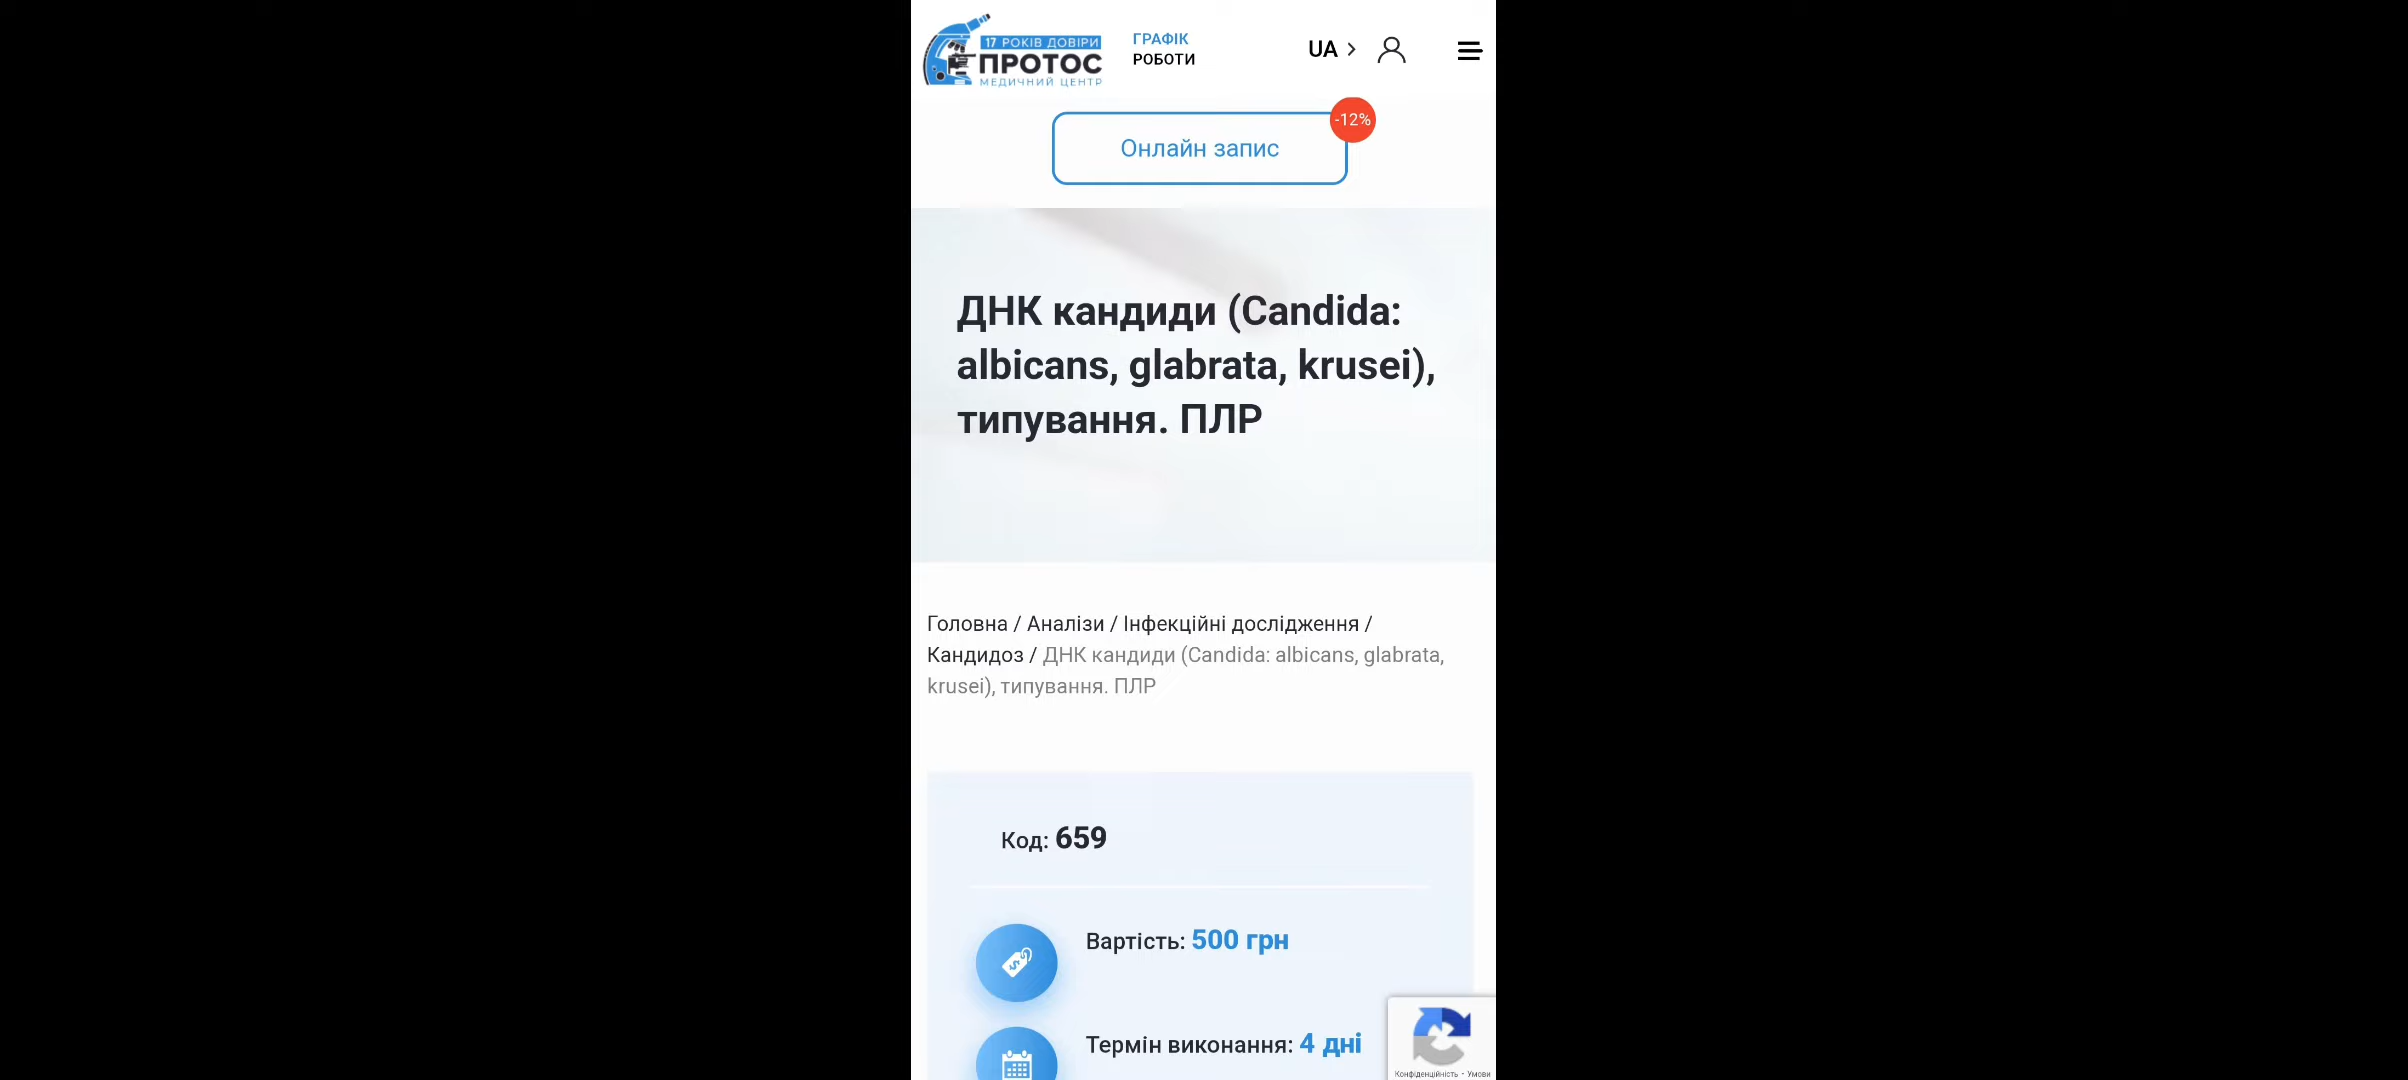 17 РОКІВ ДОВІРИ
ПРОТОС
МЕДИЧНИЙ ЦЕНТР
ГРАФІК
РОБОТИ
UA
-12%
Онлайн запис
ДНК кандиди (Candida:
albicans, glabrata, krusei),
типування. ПЛР
Головна / Аналізи / Інфекційні дослідження /
Кандидоз / ДНК кандиди (Candida: albicans, glabrata,
krusei), типування. ПЛР
Код: 659
Вартість: 500 грн
Термін виконання: 4 дні
Конфіденційність - Умови